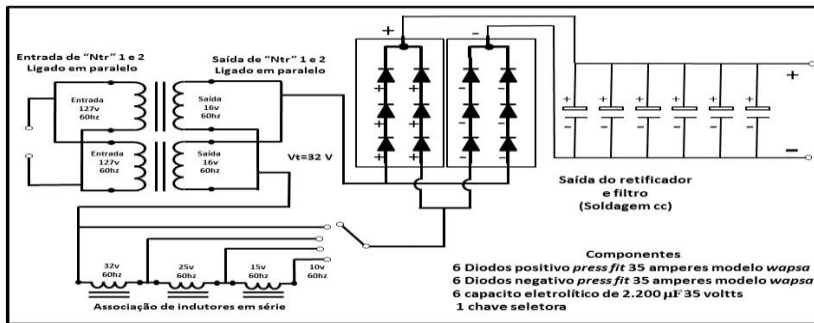 Entrada de "Ntr" 1 e 2
Ligado em paralelo
Saída de "Ntr" 1 e 2
Ligado em paralelo
Entrada
127v
60hz
Saída
16v
60hz
Entrada
127v
60hz
Saída
16v
60hz
Vt=32 V
+
-
+
+
+
+
+
+
-
-
-
-
-
-
+
+
+
+
+
+
-
-
-
-
-
-
+
-
Saída do retificador
e filtro
(Soldagem cc)
32v
60hz
25v
60hz
15v
60hz
10v
60hz
Associação de indutores em série
Componentes
6 Diodos positivo press fit 35 amperes modelo wapsa
6 Diodos negativo press fit 35 amperes modelo wapsa
6 capacito eletrolítico de 2.200 µF 35 voltts
1 chave seletora